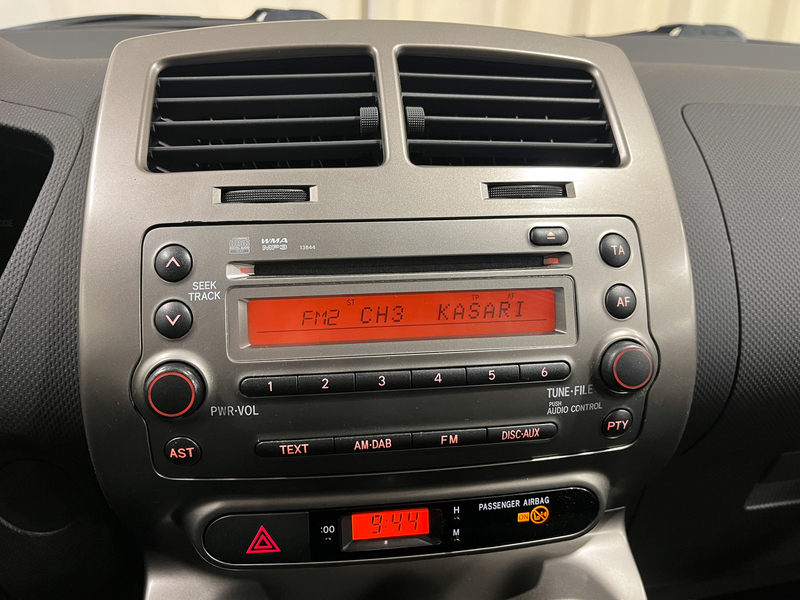 WMA
MP3
13844
TA
SEEK
TRACK
ST TP AF
FM2 CH3 KASARI
AF
1 2 3 4 5 6
PWR·VOL
TUNE·FILE
PUSH
AUDIO CONTROL
AST
TEXT
AM·DAB
FM
DISC·AUX
PTY
:00
9:44
H
M
PASSENGER AIRBAG
ON